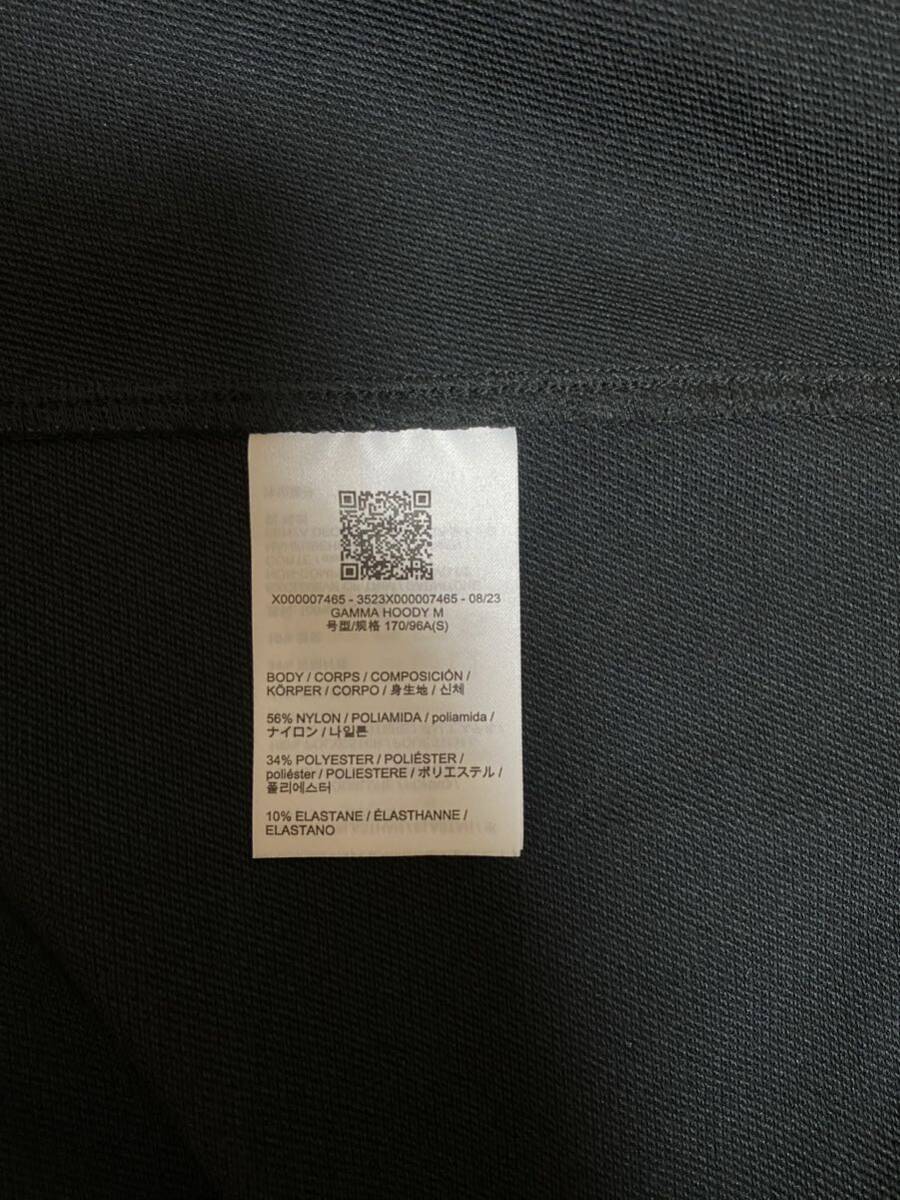 X000007465 - 3523X000007465 - 08/23
GAMMA HOODY M
号型/规格 170/96A(S)
BODY / CORPS / COMPOSICIÓN /
KÖRPER / CORPO / 身生地 / 신체
56% NYLON / POLIAMIDA / poliamida /
ナイロン / 나일론
34% POLYESTER / POLIÉSTER /
poliéster / POLIESTERE / ポリエステル /
폴리에스터
10% ELASTANE / ÉLASTHANNE /
ELASTANO